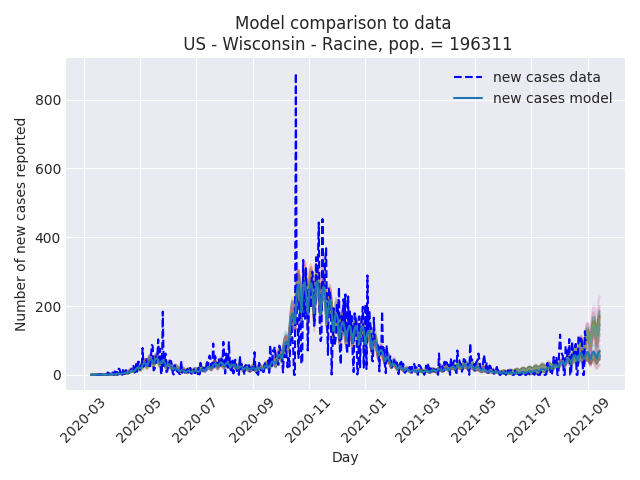 Model comparison to data
US - Wisconsin - Racine, pop. = 196311
new cases data
new cases model
Number of new cases reported
800
600
400
200
0
2020-03
2020-05
2020-07
2020-09
2020-11
2021-01
2021-03
2021-05
2021-07
2021-09
Day